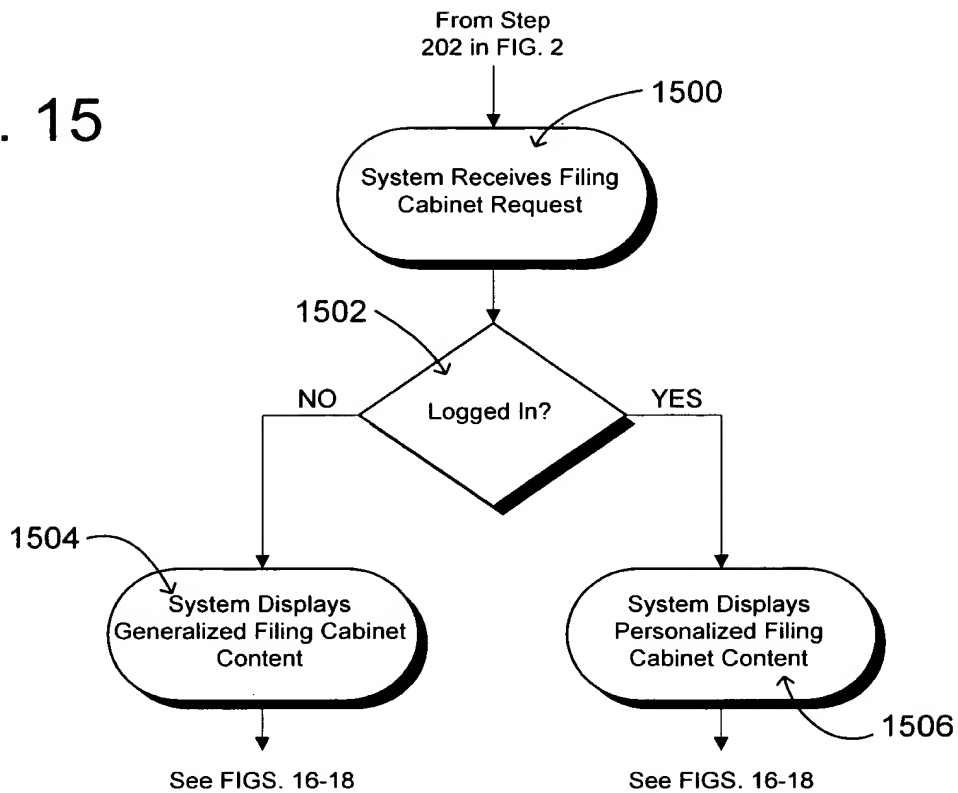 From Step
202 in FIG. 2
. 15
1500
System Receives Filing
Cabinet Request
1502
NO
Logged In?
YES
1504
System Displays
Generalized Filing Cabinet
Content
System Displays
Personalized Filing
Cabinet Content
1506
See FIGS. 16-18
See FIGS. 16-18